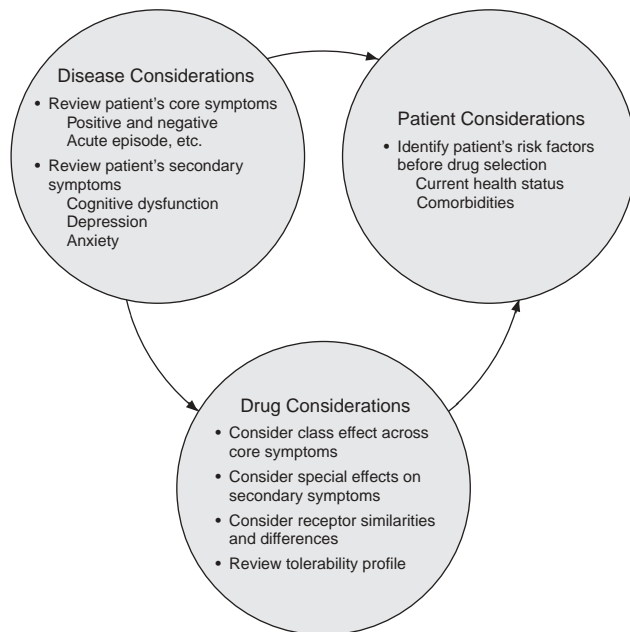 Disease Considerations
• Review patient's core symptoms
Positive and negative
Acute episode, etc.
• Review patient's secondary
symptoms
Cognitive dysfunction
Depression
Anxiety
Patient Considerations
• Identify patient's risk factors
before drug selection
Current health status
Comorbidities
Drug Considerations
• Consider class effect across
core symptoms
• Consider special effects on
secondary symptoms
• Consider receptor similarities
and differences
• Review tolerability profile